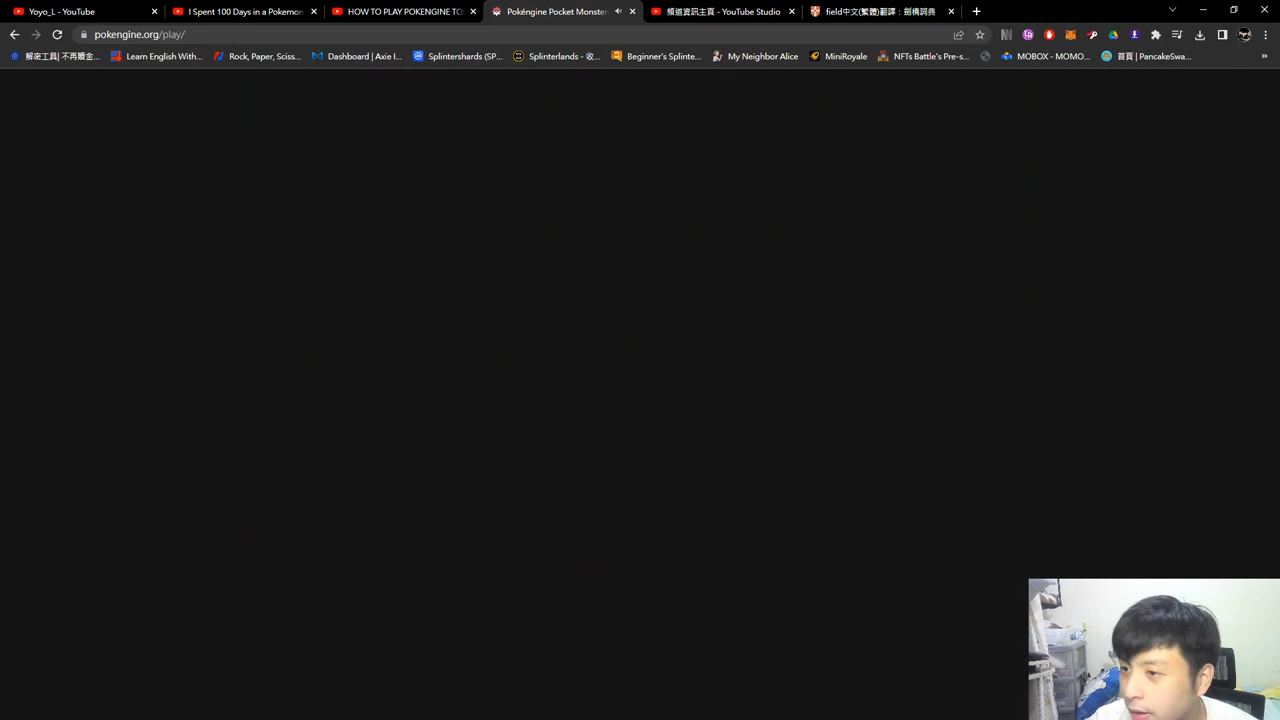 Yoyo_L - YouTube
I Spent 100 Days in a Pokemon
HOW TO PLAY POKENGINE TO
Pokéngine Pocket Monster
頻道資訊主頁 - YouTube Studio
field中文(繁體)翻譯：劍橋詞典
pokengine.org/play/
解密工具| 不再贖金...
Learn English With...
Rock, Paper, Sciss...
Dashboard | Axie I...
Splintershards (SP...
Splinterlands - 收...
Beginner's Splinte...
My Neighbor Alice
MiniRoyale
NFTs Battle's Pre-s...
MOBOX - MOMO...
首頁 | PancakeSwa...